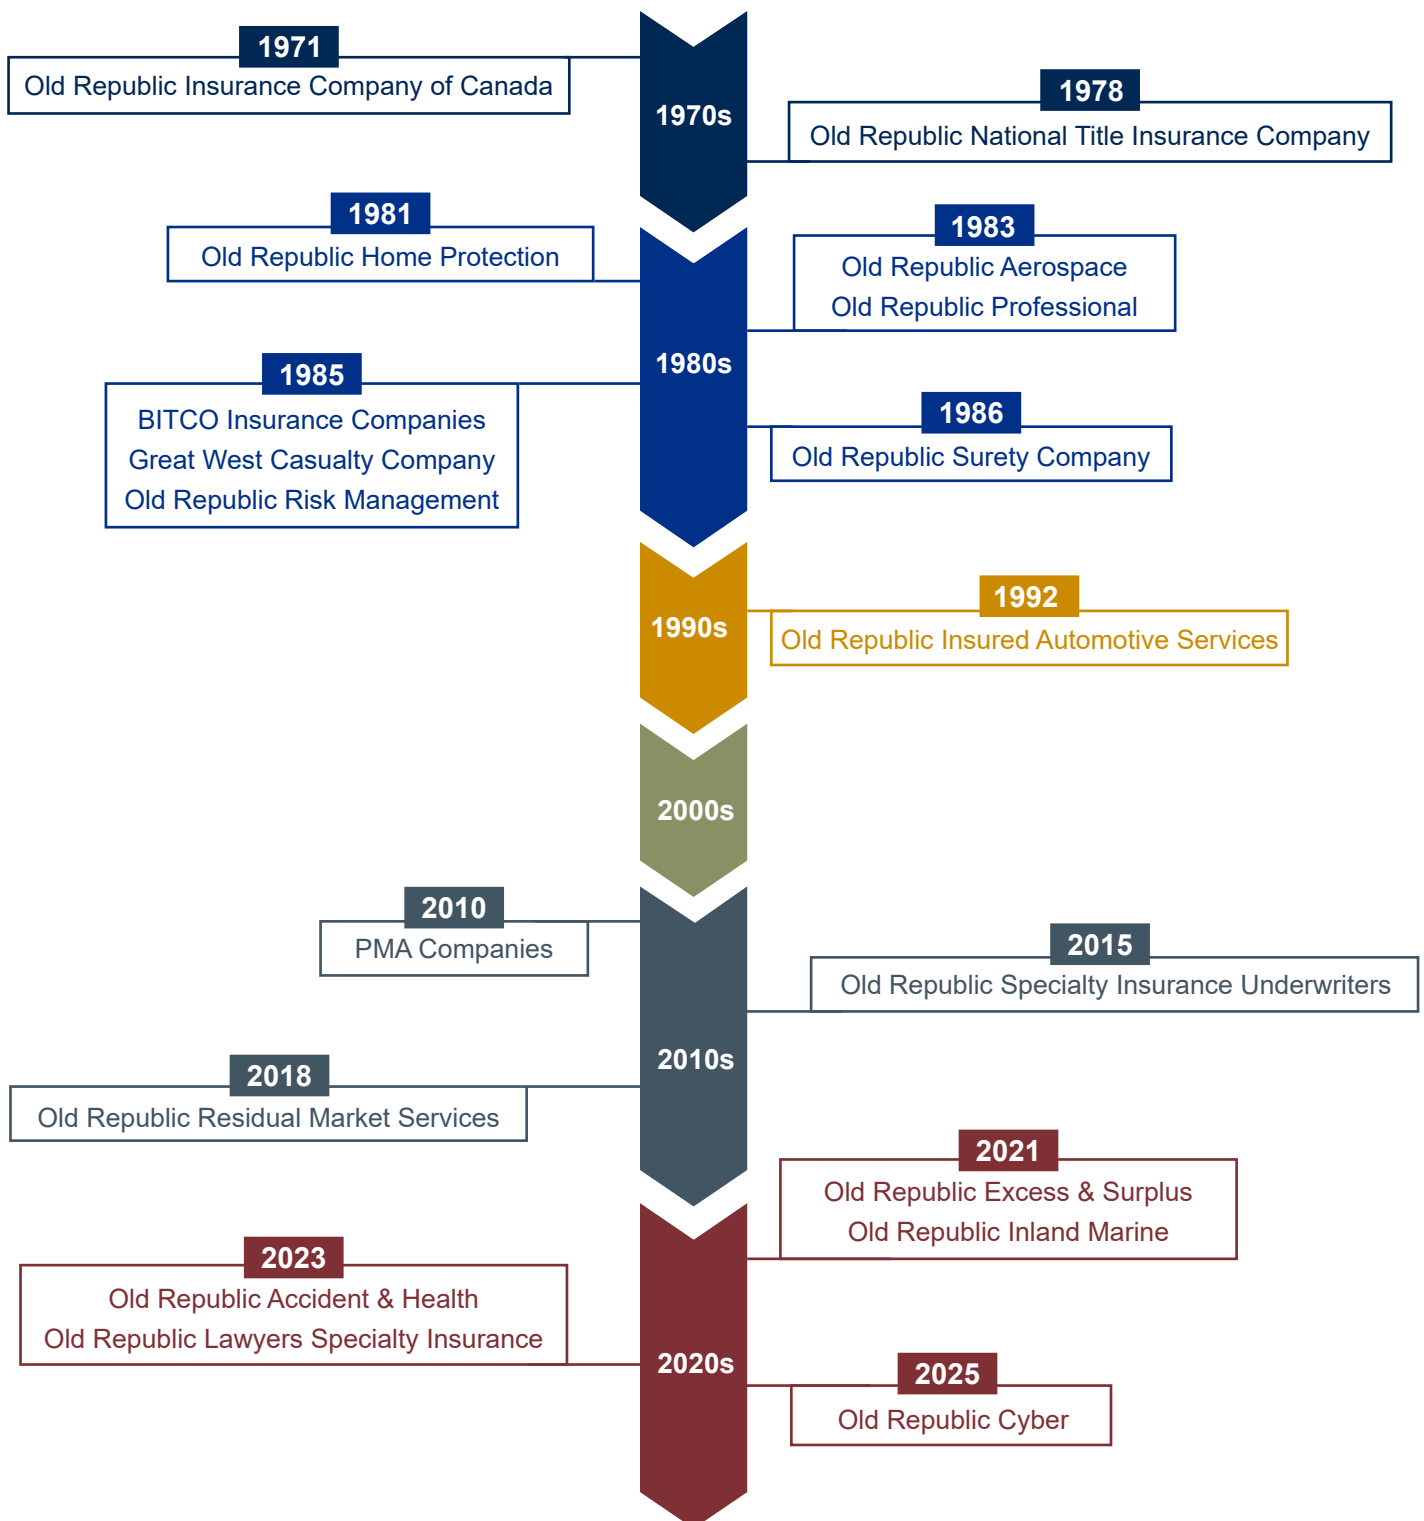 1971
Old Republic Insurance Company of Canada
1970s
1978
Old Republic National Title Insurance Company
1981
Old Republic Home Protection
1983
Old Republic Aerospace
Old Republic Professional
1980s
1985
BITCO Insurance Companies
Great West Casualty Company
Old Republic Risk Management
1986
Old Republic Surety Company
1990s
1992
Old Republic Insured Automotive Services
2000s
2010
PMA Companies
2015
Old Republic Specialty Insurance Underwriters
2010s
2018
Old Republic Residual Market Services
2021
Old Republic Excess & Surplus
Old Republic Inland Marine
2023
Old Republic Accident & Health
Old Republic Lawyers Specialty Insurance
2020s
2025
Old Republic Cyber